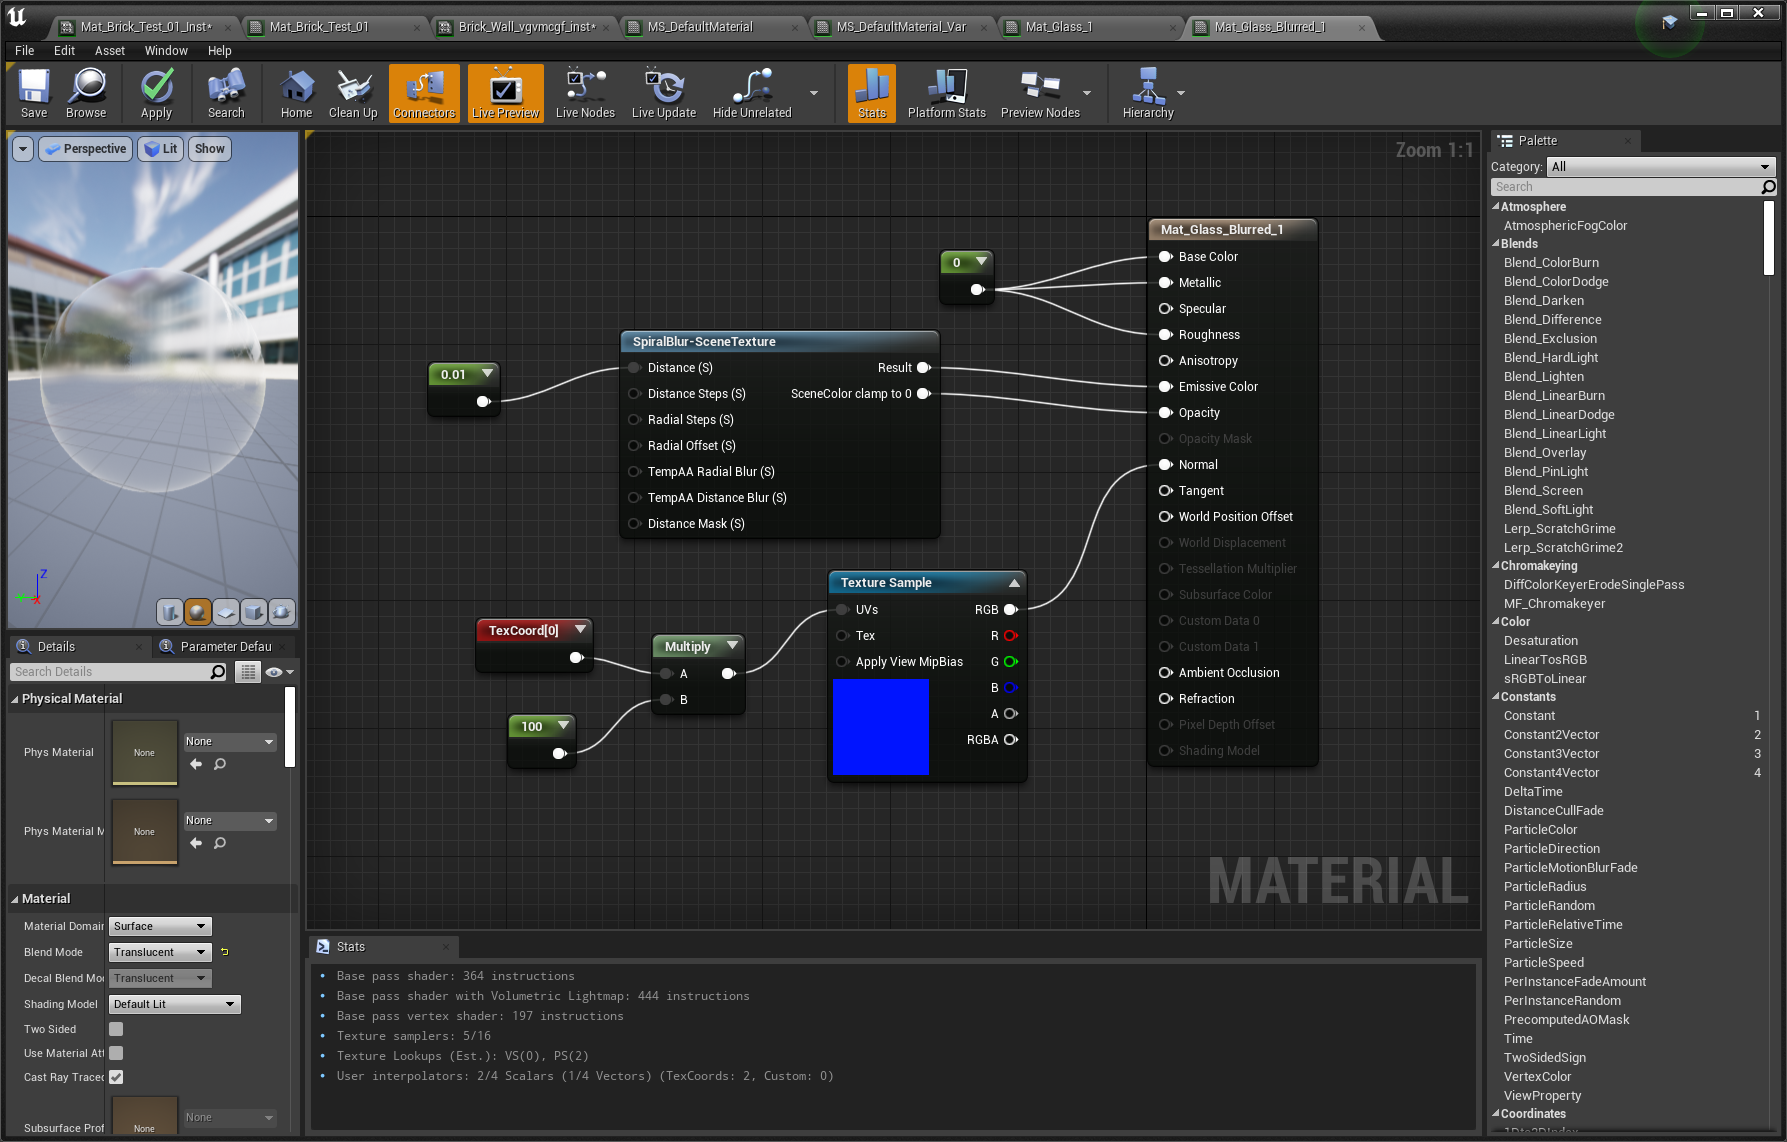 Mat_Brick_Test_01_Inst*
Mat_Brick_Test_01
Brick_Wall_vgvmcgf_inst*
MS_DefaultMaterial
MS_DefaultMaterial_Var
Mat_Glass_1
Mat_Glass_Blurred_1
File Edit Asset Window Help
Save Browse Apply Search Home Clean Up Connectors Live Preview Live Nodes Live Update Hide Unrelated Stats Platform Stats Preview Nodes Hierarchy
Perspective Lit Show
Z
Y
X
Details
Parameter Defau
Search Details
Physical Material
Phys Material
None
None
Phys Material M
None
None
Material
Material Domai
Surface
Blend Mode
Translucent
Decal Blend Mo
Translucent
Shading Model
Default Lit
Two Sided
Use Material Att
Cast Ray Traced
Subsurface Prof
None
None
Zoom 1:1
0
0.01
SpiralBlur-SceneTexture
Distance (S) Result
Distance Steps (S) SceneColor clamp to 0
Radial Steps (S)
Radial Offset (S)
TempAA Radial Blur (S)
TempAA Distance Blur (S)
Distance Mask (S)
TexCoord[0]
100
Multiply
A
B
Texture Sample
UVs RGB
Tex R
Apply View MipBias G
B
A
RGBA
Mat_Glass_Blurred_1
Base Color
Metallic
Specular
Roughness
Anisotropy
Emissive Color
Opacity
Opacity Mask
Normal
Tangent
World Position Offset
World Displacement
Tessellation Multiplier
Subsurface Color
Custom Data 0
Custom Data 1
Ambient Occlusion
Refraction
Pixel Depth Offset
Shading Model
MATERIAL
Stats
Base pass shader: 364 instructions
Base pass shader with Volumetric Lightmap: 444 instructions
Base pass vertex shader: 197 instructions
Texture samplers: 5/16
Texture Lookups (Est.): VS(0), PS(2)
User interpolators: 2/4 Scalars (1/4 Vectors) (TexCoords: 2, Custom: 0)
Palette
Category: All
Search
Atmosphere
AtmosphericFogColor
Blends
Blend_ColorBurn
Blend_ColorDodge
Blend_Darken
Blend_Difference
Blend_Exclusion
Blend_HardLight
Blend_Lighten
Blend_LinearBurn
Blend_LinearDodge
Blend_LinearLight
Blend_Overlay
Blend_PinLight
Blend_Screen
Blend_SoftLight
Lerp_ScratchGrime
Lerp_ScratchGrime2
Chromakeying
DiffColorKeyerErodeSinglePass
MF_Chromakeyer
Color
Desaturation
LinearTosRGB
sRGBToLinear
Constants
Constant 1
Constant2Vector 2
Constant3Vector 3
Constant4Vector 4
DeltaTime
DistanceCullFade
ParticleColor
ParticleDirection
ParticleMotionBlurFade
ParticleRadius
ParticleRandom
ParticleRelativeTime
ParticleSize
ParticleSpeed
PerInstanceFadeAmount
PerInstanceRandom
PrecomputedAOMask
Time
TwoSidedSign
VertexColor
ViewProperty
Coordinates